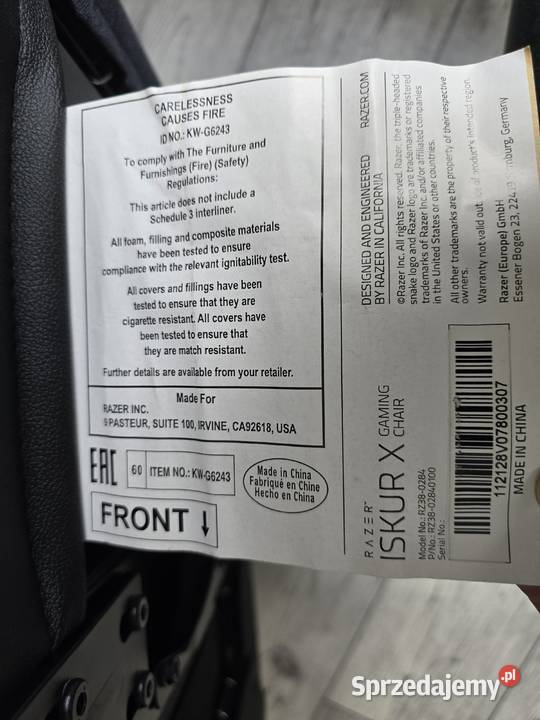 CARELESSNESS
CAUSES FIRE
IDNO.: KW-G6243
To comply with The Furniture and
Furnishings (Fire) (Safety)
Regulations:
This article does not include a
Schedule 3 interliner.
All foam, filling and composite materials
have been tested to ensure
compliance with the relevant ignitability test.
All covers and fillings have been
tested to ensure that they are
cigarette resistant. All covers have
been tested to ensure that
they are match resistant.
Further details are available from your retailer.
Made For
RAZER INC.
9 PASTEUR, SUITE 100, IRVINE, CA92618, USA
EAC
60
ITEM NO.: KW-G6243
Made in China
Fabriqué en Chine
Hecho en China
FRONT ↓
RAZER™
ISKUR X GAMING
CHAIR
Model No.: RZ38-0284
P/No.: RZ38-02840100
Serial No.:
DESIGNED AND ENGINEERED
BY RAZER IN CALIFORNIA
RAZER.COM
©Razer Inc. All rights reserved. Razer, the triple-headed
snake logo and Razer logo are trademarks or registered
trademarks of Razer Inc. and/or affiliated companies
in the United States or other countries.
All other trademarks are the property of their respective
owners.
Warranty not valid out of product's intended region.
Razer (Europe) GmbH
Essener Bogen 23, Germany
112128V07800307
MADE IN CHINA
Sprzedajemy.pl